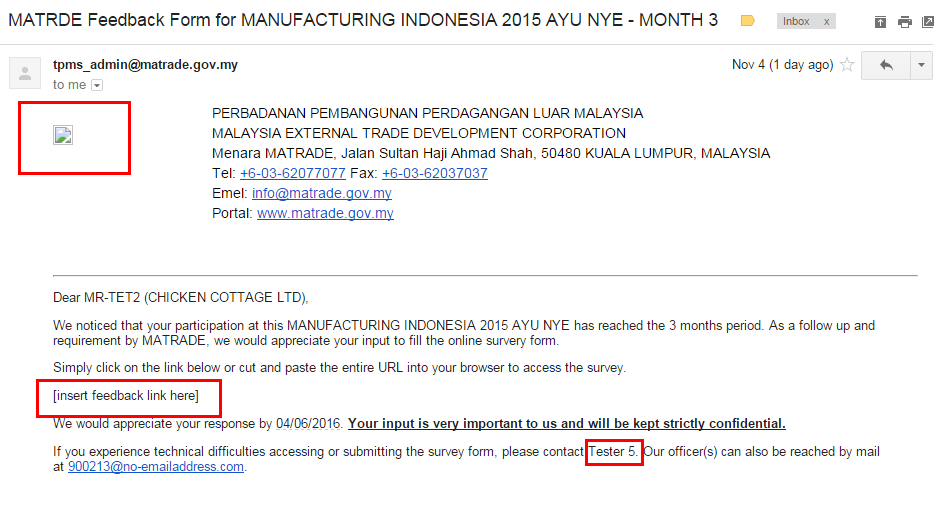 MATRDE Feedback Form for MANUFACTURING INDONESIA 2015 AYU NYE - MONTH 3 Inbox x
tpms_admin@matrade.gov.my Nov 4 (1 day ago)
to me
PERBADANAN PEMBANGUNAN PERDAGANGAN LUAR MALAYSIA
MALAYSIA EXTERNAL TRADE DEVELOPMENT CORPORATION
Menara MATRADE, Jalan Sultan Haji Ahmad Shah, 50480 KUALA LUMPUR, MALAYSIA
Tel: +6-03-62077077 Fax: +6-03-62037037
Emel: info@matrade.gov.my
Portal: www.matrade.gov.my
Dear MR-TET2 (CHICKEN COTTAGE LTD),
We noticed that your participation at this MANUFACTURING INDONESIA 2015 AYU NYE has reached the 3 months period. As a follow up and
requirement by MATRADE, we would appreciate your input to fill the online survery form.
Simply click on the link below or cut and paste the entire URL into your browser to access the survey.
[insert feedback link here]
We would appreciate your response by 04/06/2016. Your input is very important to us and will be kept strictly confidential.
If you experience technical difficulties accessing or submitting the survey form, please contact Tester 5. Our officer(s) can also be reached by mail
at 900213@no-emailaddress.com.